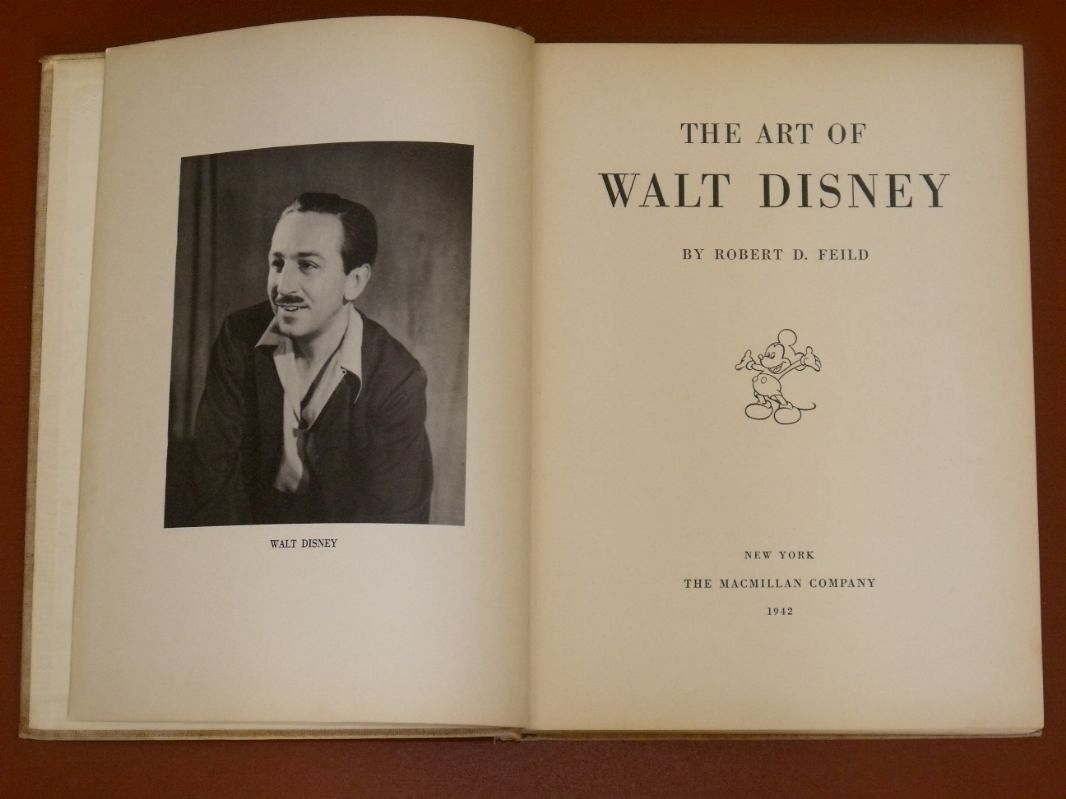 WALT DISNEY
THE ART OF
WALT DISNEY
BY ROBERT D. FEILD
NEW YORK
THE MACMILLAN COMPANY
1942